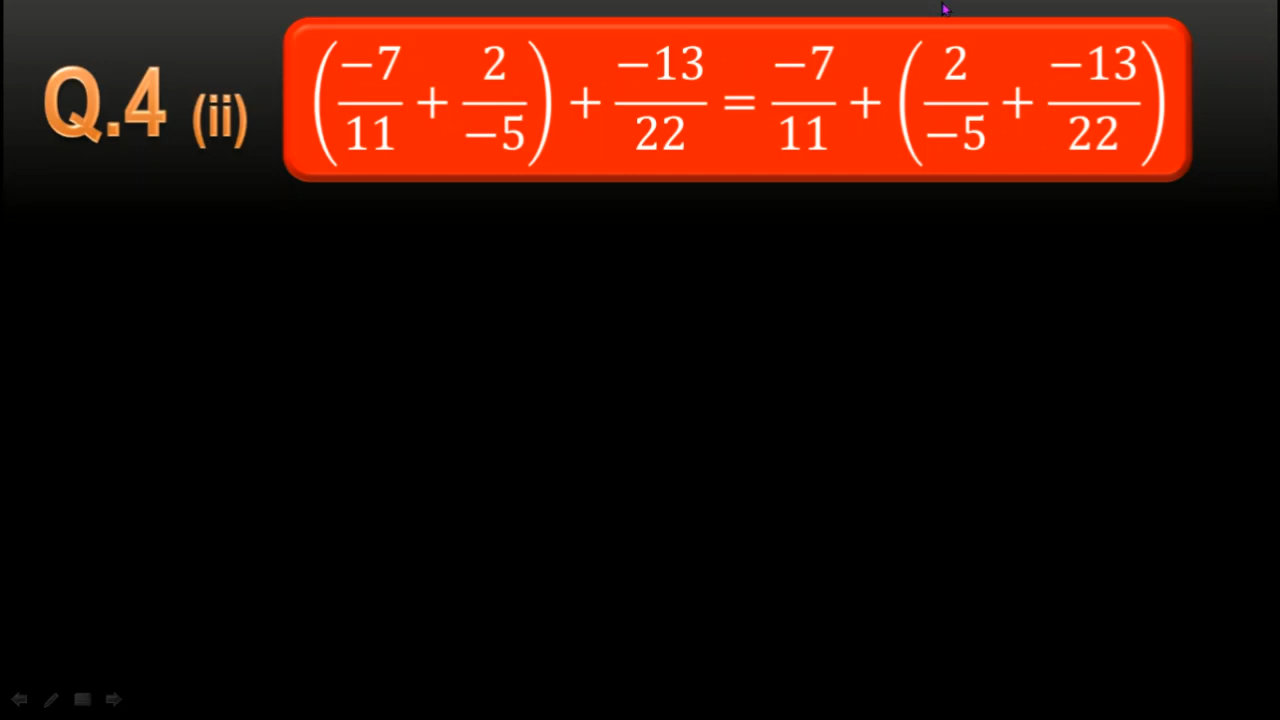 Q.4 (ii) (−7/11 + 2/−5) + −13/22 = −7/11 + (2/−5 + −13/22)